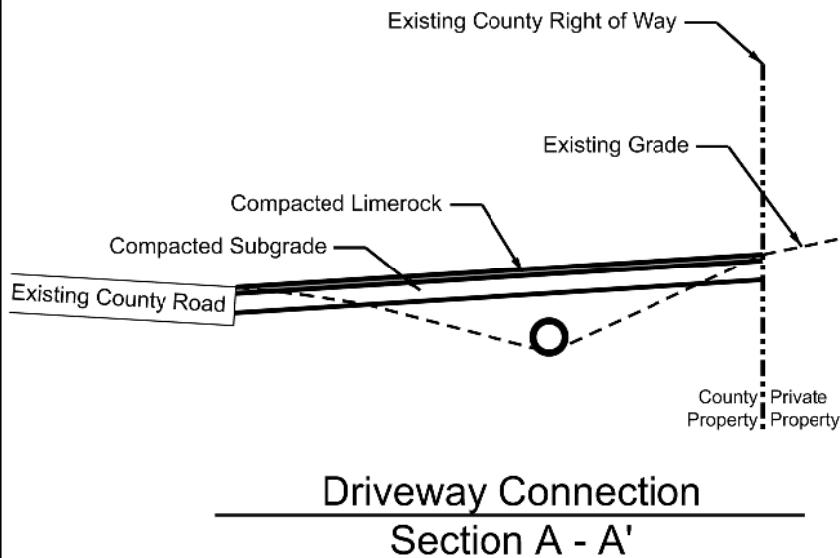 Existing County Right of Way
Existing Grade
Compacted Limerock
Compacted Subgrade
Existing County Road
County Private
Property Property
Driveway Connection
Section A - A'